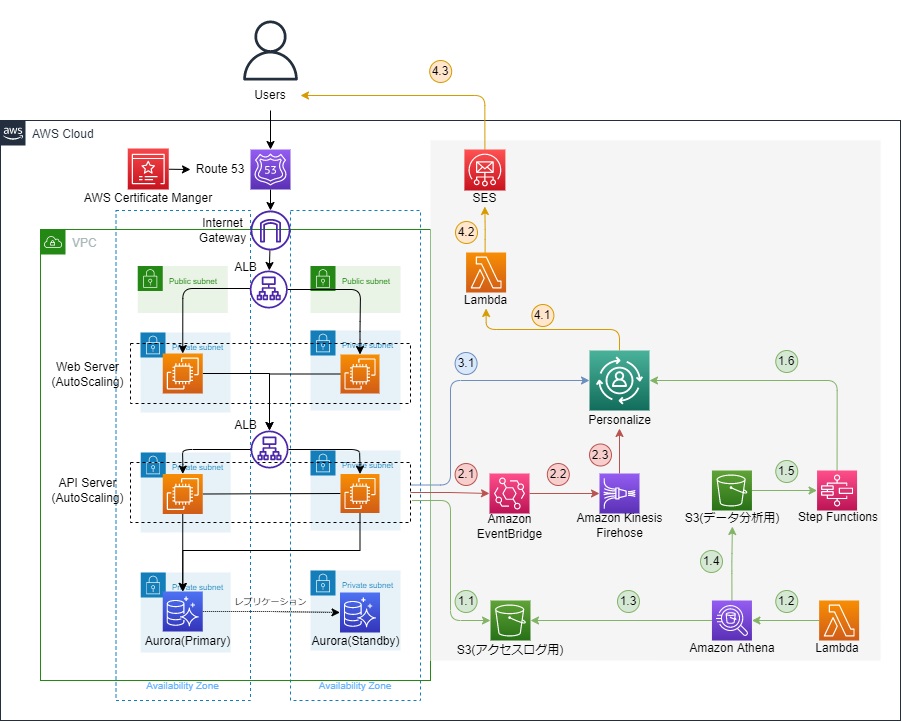 4.3
Users
aws
AWS Cloud
Route 53
53
AWS Certificate Manger
SES
Internet
Gateway
4.2
VPC
ALB
Lambda
Public subnet
Public subnet
4.1
Private subnet
Private subnet
Web Server
(AutoScaling)
3.1
1.6
Personalize
ALB
2.3
Private subnet
Private subnet
2.1
2.2
1.5
API Server
(AutoScaling)
Amazon
EventBridge
Amazon Kinesis
Firehose
S3(データ分析用)
Step Functions
1.4
Private subnet
Private subnet
レプリケーション
1.1
1.3
1.2
Aurora(Primary)
Aurora(Standby)
S3(アクセスログ用)
Amazon Athena
Lambda
Availability Zone
Availability Zone